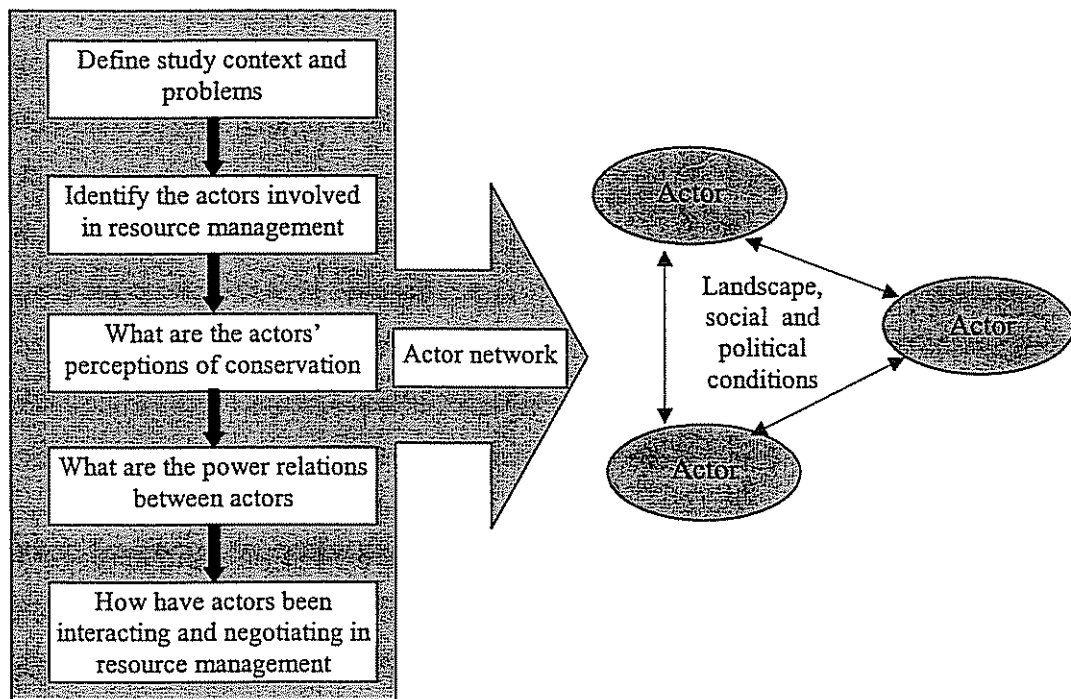 Define study context and
problems
Identify the actors involved
in resource management
What are the actors'
perceptions of conservation
What are the power relations
between actors
How have actors been
interacting and negotiating in
resource management
Actor network
Actor
Landscape,
social and
political
conditions
Actor
Actor